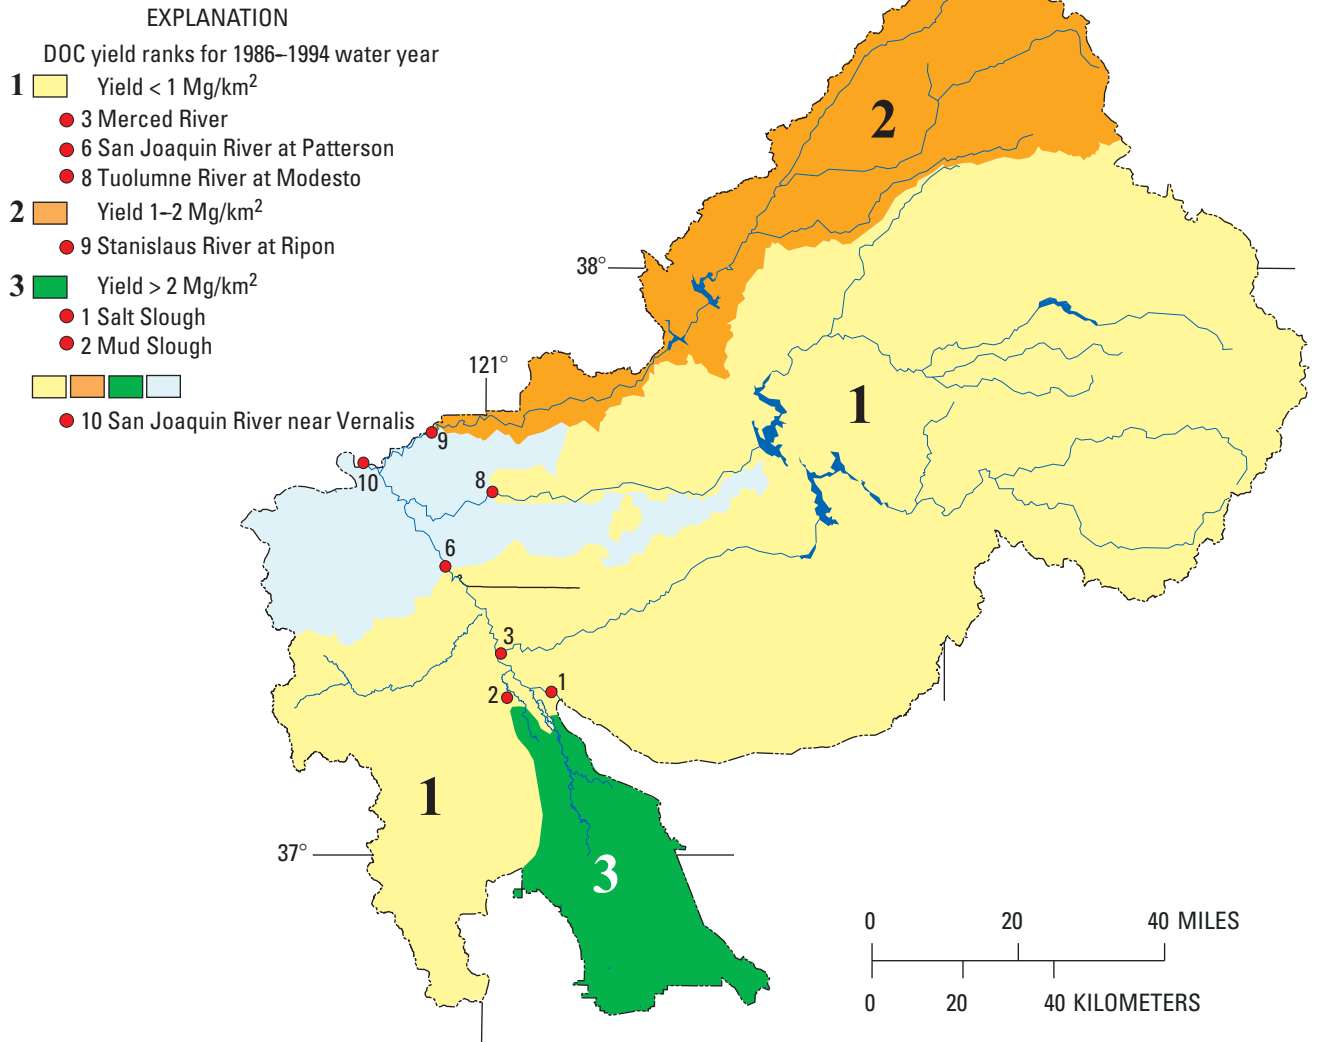 EXPLANATION
DOC yield ranks for 1986–1994 water year
1 Yield < 1 Mg/km²
3 Merced River
6 San Joaquin River at Patterson
8 Tuolumne River at Modesto
2 Yield 1–2 Mg/km²
9 Stanislaus River at Ripon
3 Yield > 2 Mg/km²
1 Salt Slough
2 Mud Slough
10 San Joaquin River near Vernalis
2
38°
121°
1
9
10
8
6
3
2
1
1
37°
3
0 20 40 MILES
0 20 40 KILOMETERS